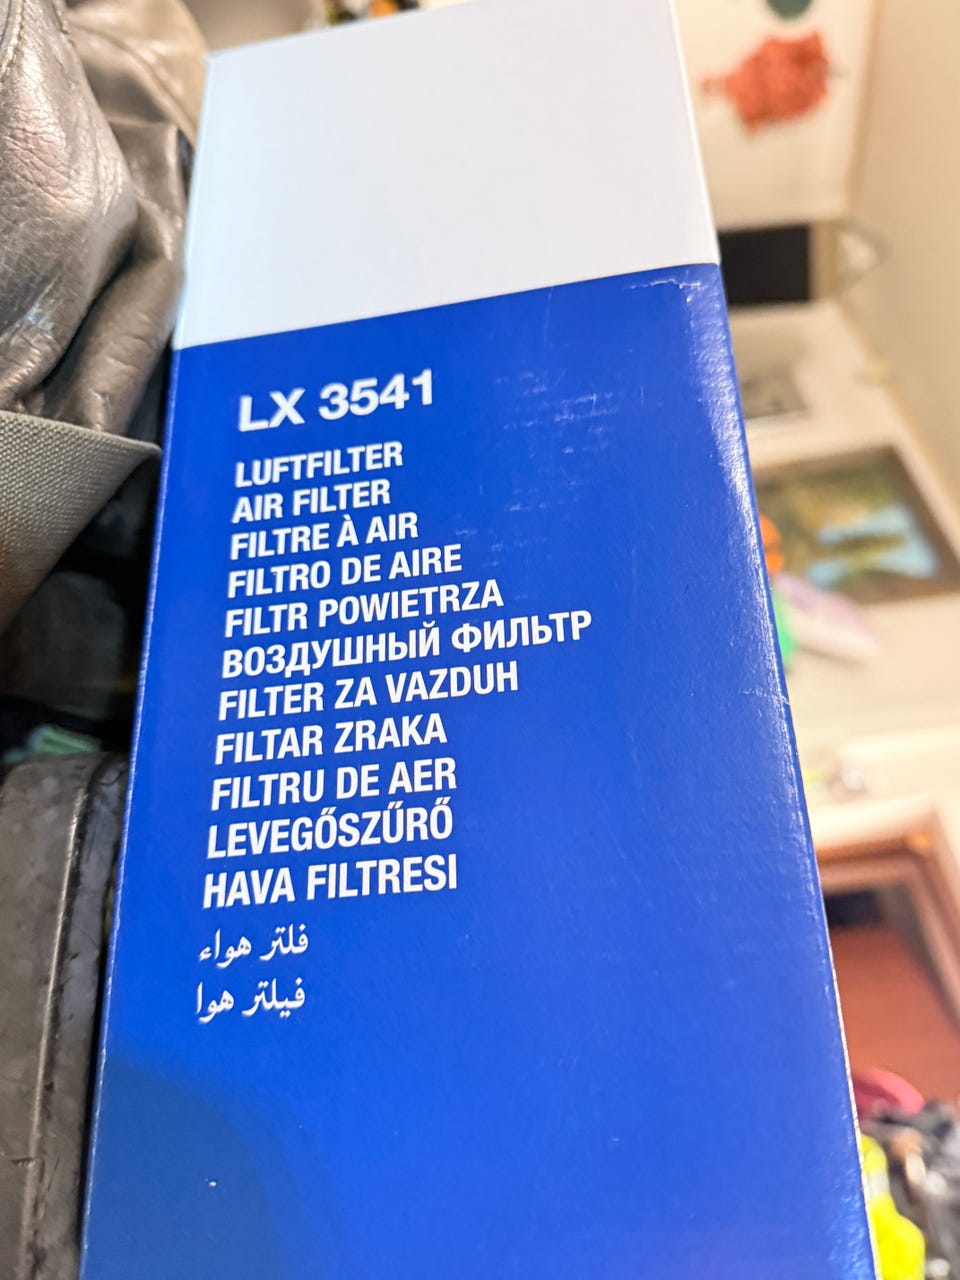 LX 3541
LUFTFILTER
AIR FILTER
FILTRE À AIR
FILTRO DE AIRE
FILTR POWIETRZA
ВОЗДУШНЫЙ ФИЛЬТР
FILTER ZA VAZDUH
FILTAR ZRAKA
FILTRU DE AER
LEVEGŐSZŰRŐ
HAVA FILTRESI
فلتر هواء
فيلتر هوا